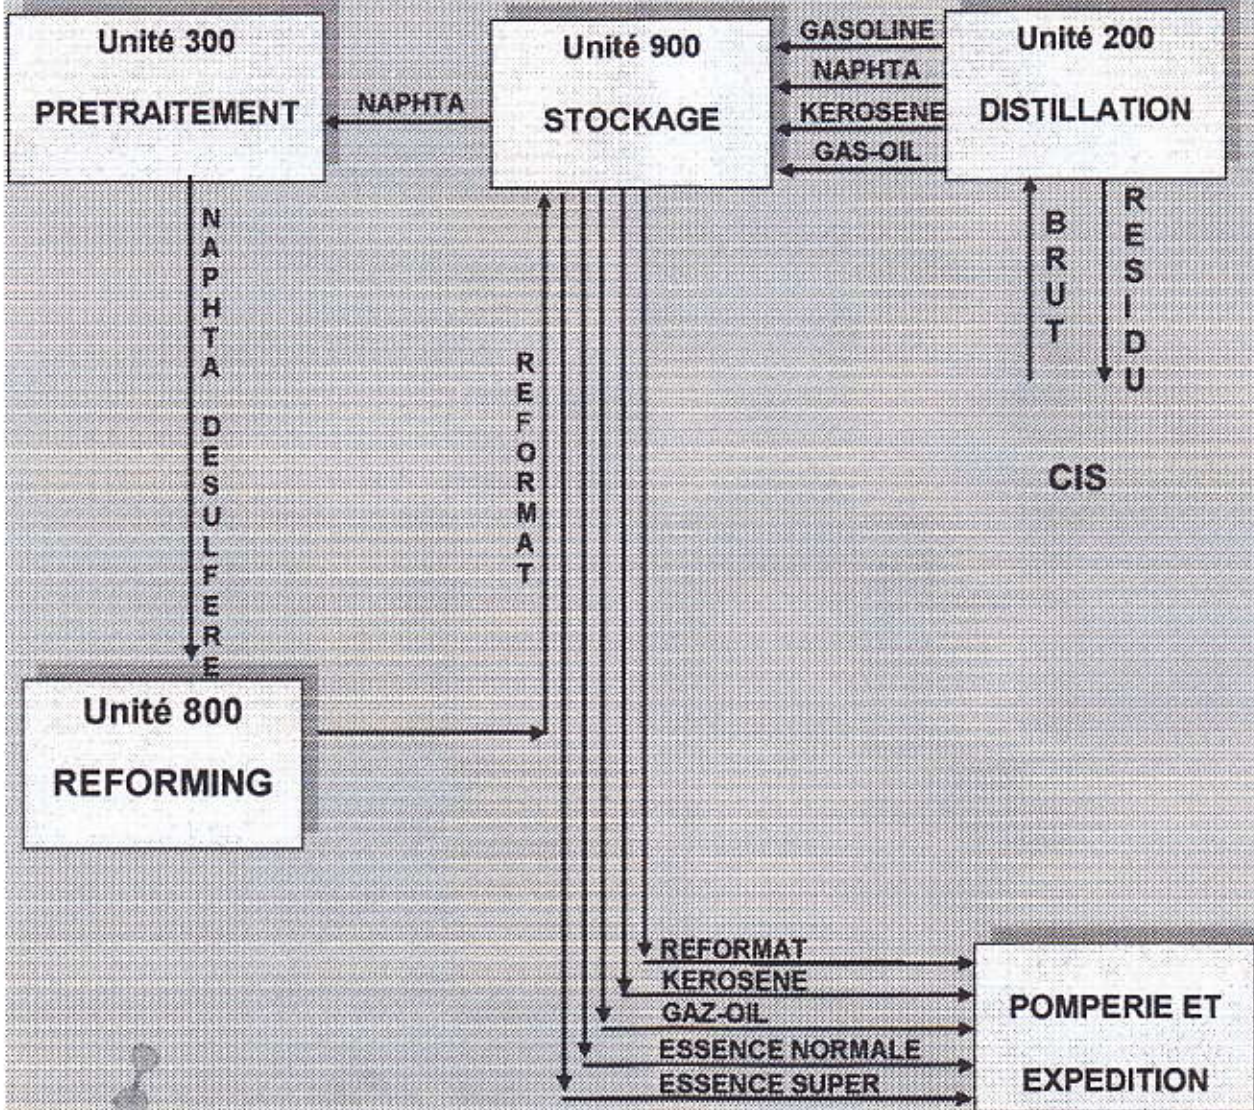 Unité 300
PRETRAITEMENT
NAPHTA
Unité 900
STOCKAGE
GASOLINE
NAPHTA
KEROSENE
GAS-OIL
Unité 200
DISTILLATION
BRUT
RESIDU
CIS
NAPHTA DESULFERE
REFORMAT
Unité 800
REFORMING
REFORMAT
KEROSENE
GAZ-OIL
ESSENCE NORMALE
ESSENCE SUPER
POMPERIE ET
EXPEDITION